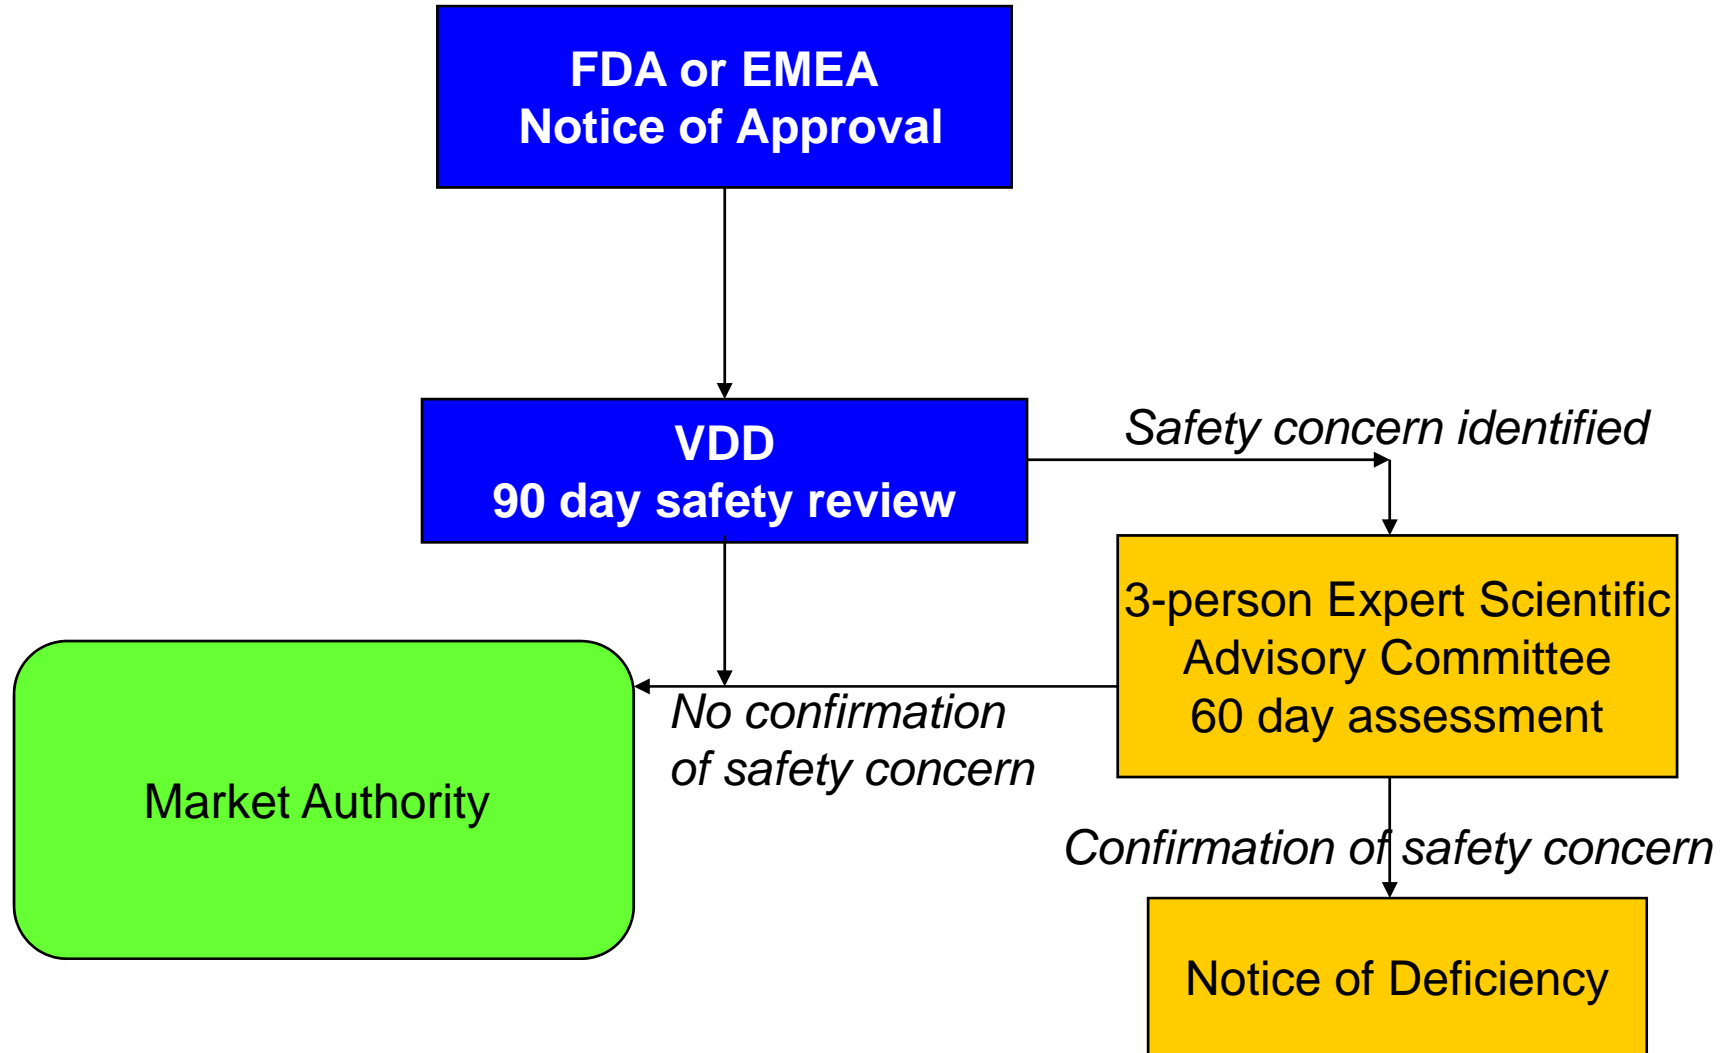 FDA or EMEA
Notice of Approval
VDD
90 day safety review
Safety concern identified
3-person Expert Scientific
Advisory Committee
60 day assessment
No confirmation
of safety concern
Market Authority
Confirmation of safety concern
Notice of Deficiency